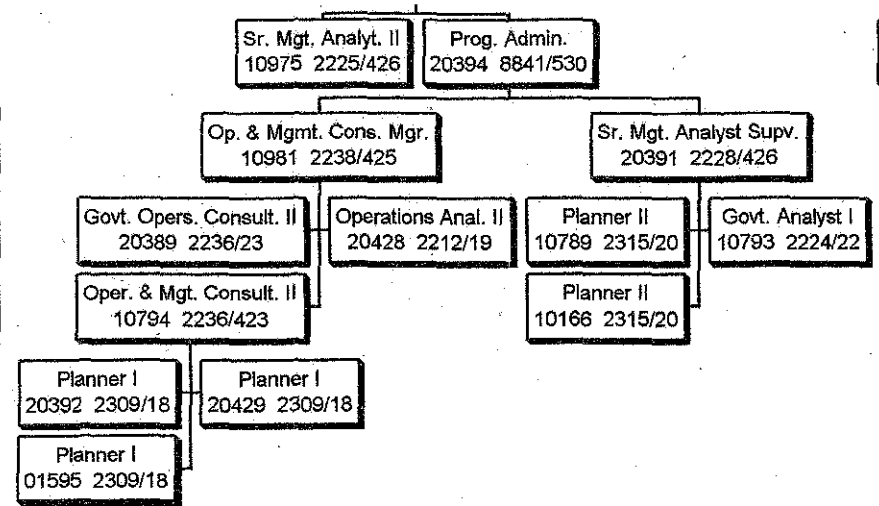 Sr. Mgt. Analyt. II
10975 2225/426
Prog. Admin.
20394 8841/530
Op. & Mgmt. Cons. Mgr.
10981 2238/425
Sr. Mgt. Analyst Supv.
20391 2228/426
Govt. Opers. Consult. II
20389 2236/23
Operations Anal. II
20428 2212/19
Planner II
10789 2315/20
Govt. Analyst I
10793 2224/22
Oper. & Mgt. Consult. II
10794 2236/423
Planner II
10166 2315/20
Planner I
20392 2309/18
Planner I
20429 2309/18
Planner I
01595 2309/18